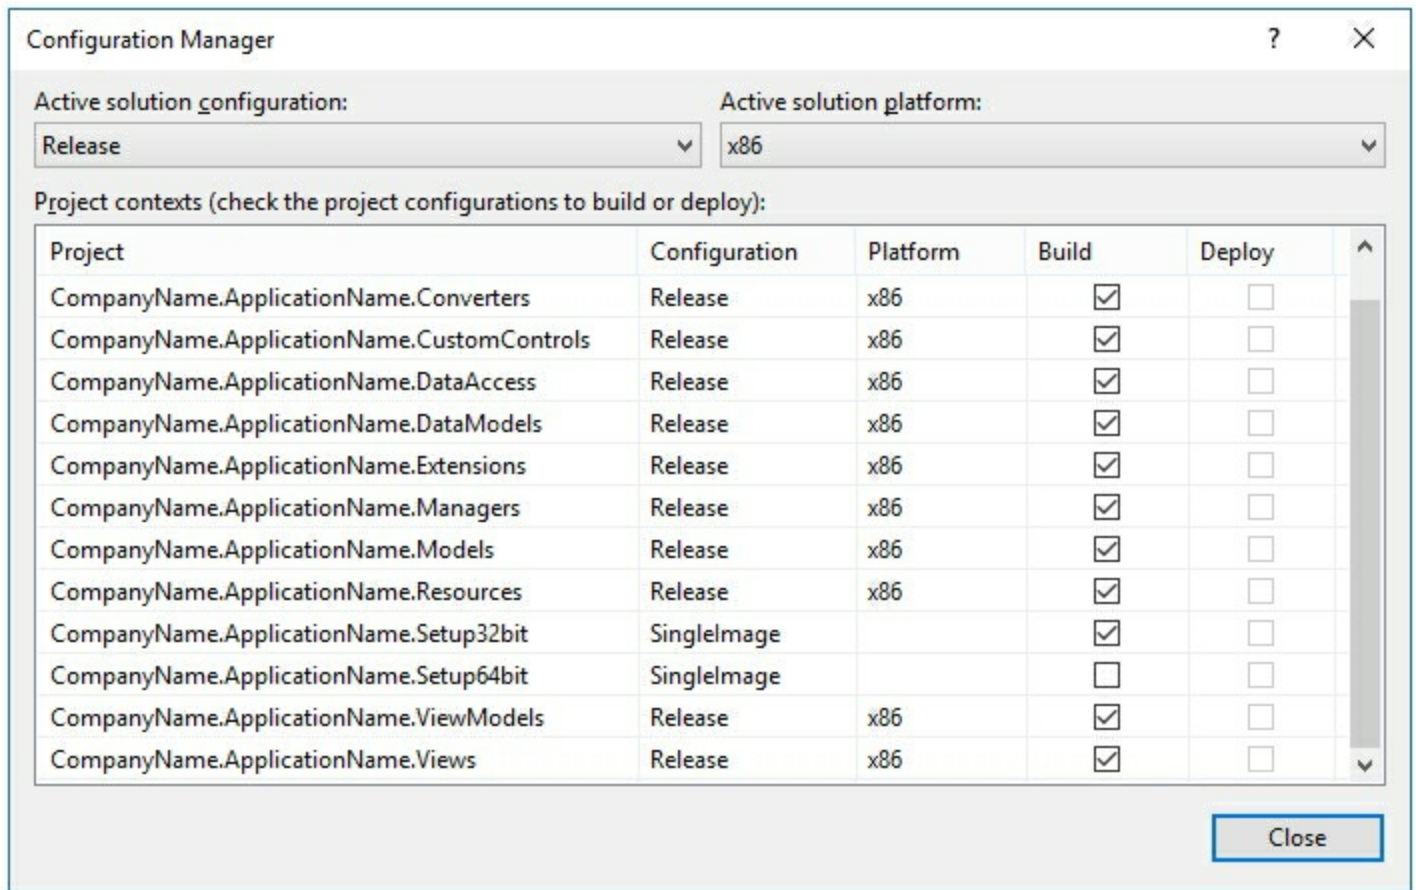 Configuration Manager ?
Active solution configuration: Active solution platform:
Release x86
Project contexts (check the project configurations to build or deploy):
Project Configuration Platform Build Deploy
CompanyName.ApplicationName.Converters Release x86
CompanyName.ApplicationName.CustomControls Release x86
CompanyName.ApplicationName.DataAccess Release x86
CompanyName.ApplicationName.DataModels Release x86
CompanyName.ApplicationName.Extensions Release x86
CompanyName.ApplicationName.Managers Release x86
CompanyName.ApplicationName.Models Release x86
CompanyName.ApplicationName.Resources Release x86
CompanyName.ApplicationName.Setup32bit SingleImage
CompanyName.ApplicationName.Setup64bit SingleImage
CompanyName.ApplicationName.ViewModels Release x86
CompanyName.ApplicationName.Views Release x86
Close